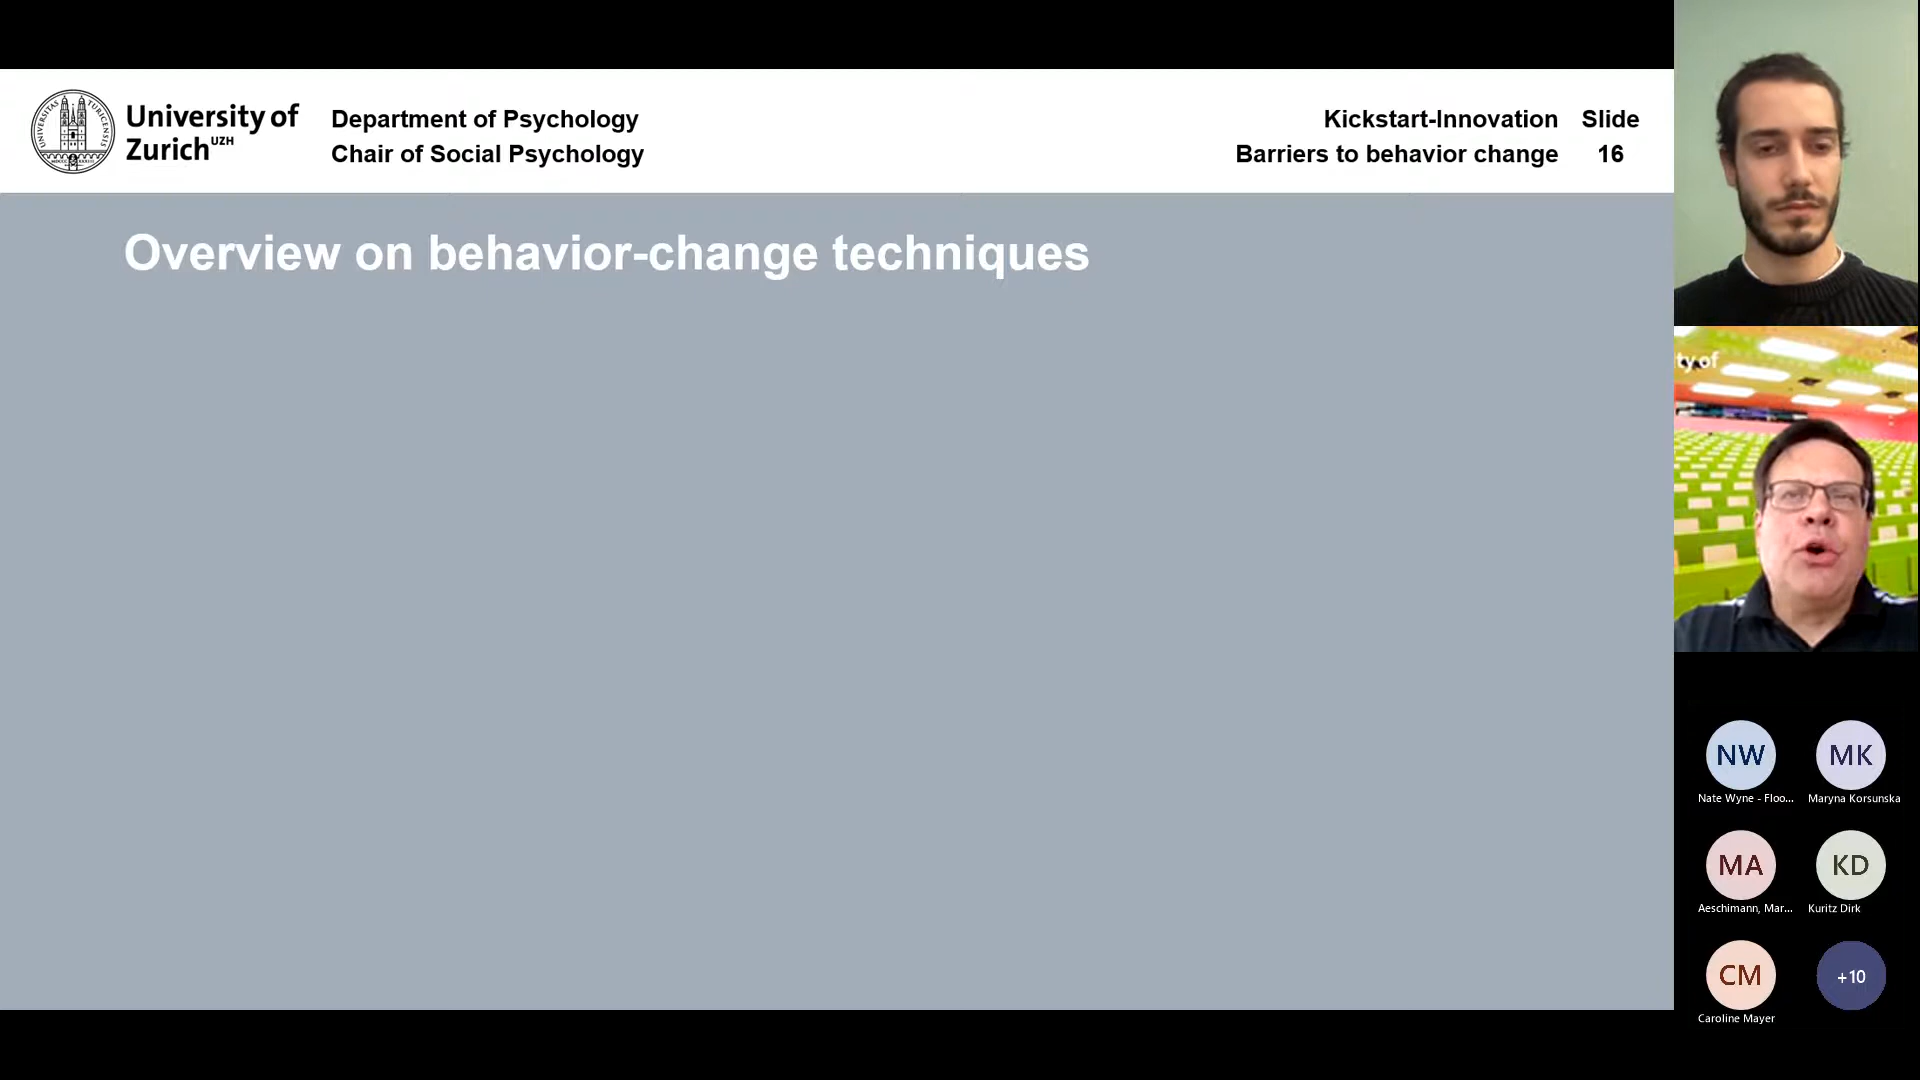 University of
Zurich UZH
Department of Psychology
Chair of Social Psychology
Kickstart-Innovation
Barriers to behavior change
Slide
16
Overview on behavior-change techniques
ty of
NW
Nate Wyne - Floo...
MK
Maryna Korsunska
MA
Aeschimann, Mar...
KD
Kuritz Dirk
CM
Caroline Mayer
+10